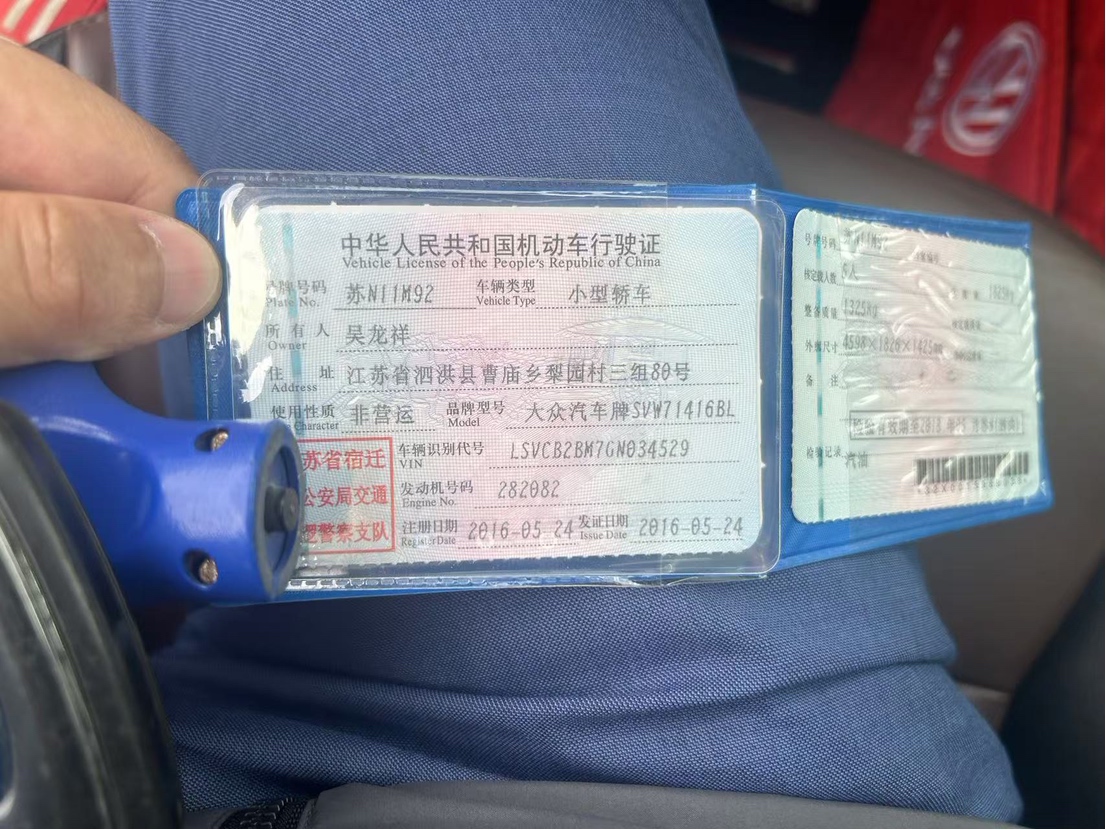 中华人民共和国机动车行驶证
Vehicle License of the People's Republic of China
号牌号码 苏N11M92 车辆类型 小型轿车
Plate No. Vehicle Type
所有人 吴龙祥
Owner
住址 江苏省泗洪县曹庙乡梨园村三组80号
Address
使用性质 非营运 品牌型号 大众汽车牌SVW71416BL
Character Model
苏省宿迁
公安局交通
警察支队
车辆识别代号 LSVCB2BM7GN034529
VIN
发动机号码 282082
Engine No.
注册日期 2016-05-24 发证日期 2016-05-24
Register Date Issue Date
号牌号码
核定载人数 5人
整备质量 1325kg
外廓尺寸 4598×1826×1425
备注
检验记录 汽油